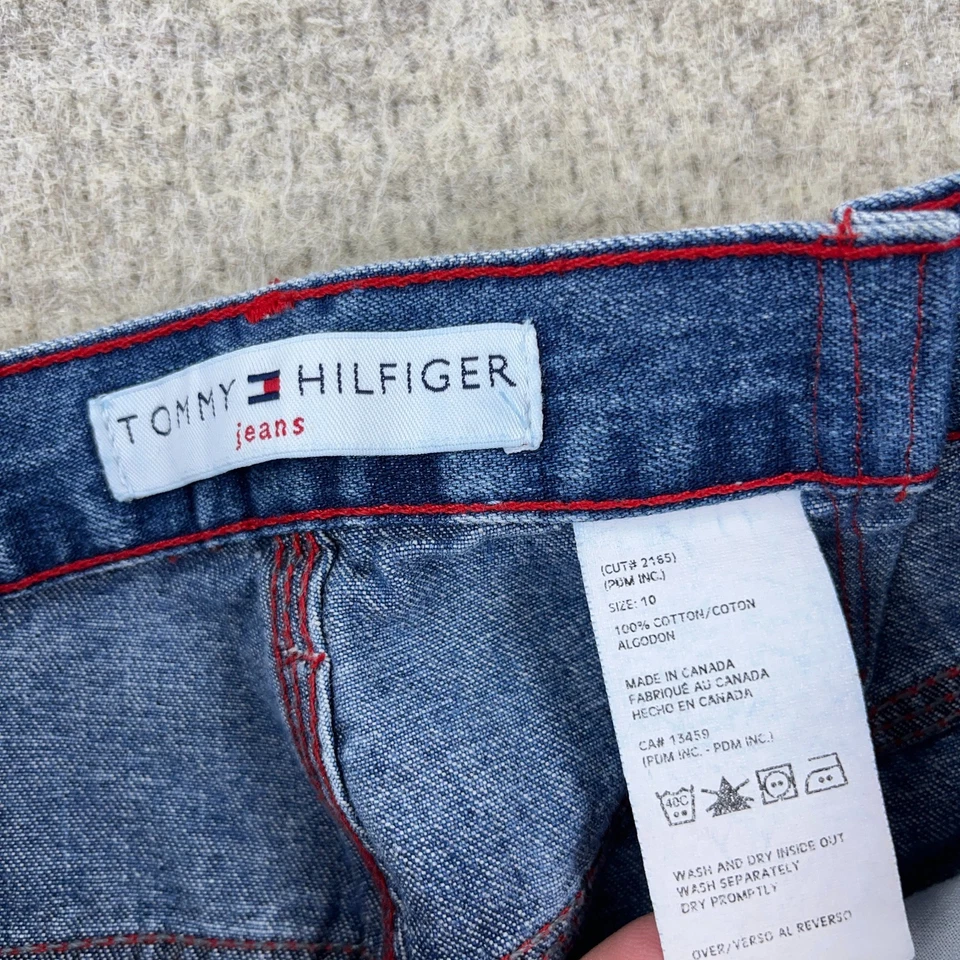 TOMMY HILFIGER
jeans
(CUT# 2165)
(PDM INC.)
SIZE: 10
100% COTTON/COTON
ALGODON
MADE IN CANADA
FABRIQUÉ AU CANADA
HECHO EN CANADA
CA# 13459
(PDM INC. - PDM INC.)
40C
WASH AND DRY INSIDE OUT
WASH SEPARATELY
DRY PROMPTLY
OVER/VERSO AL REVERSO